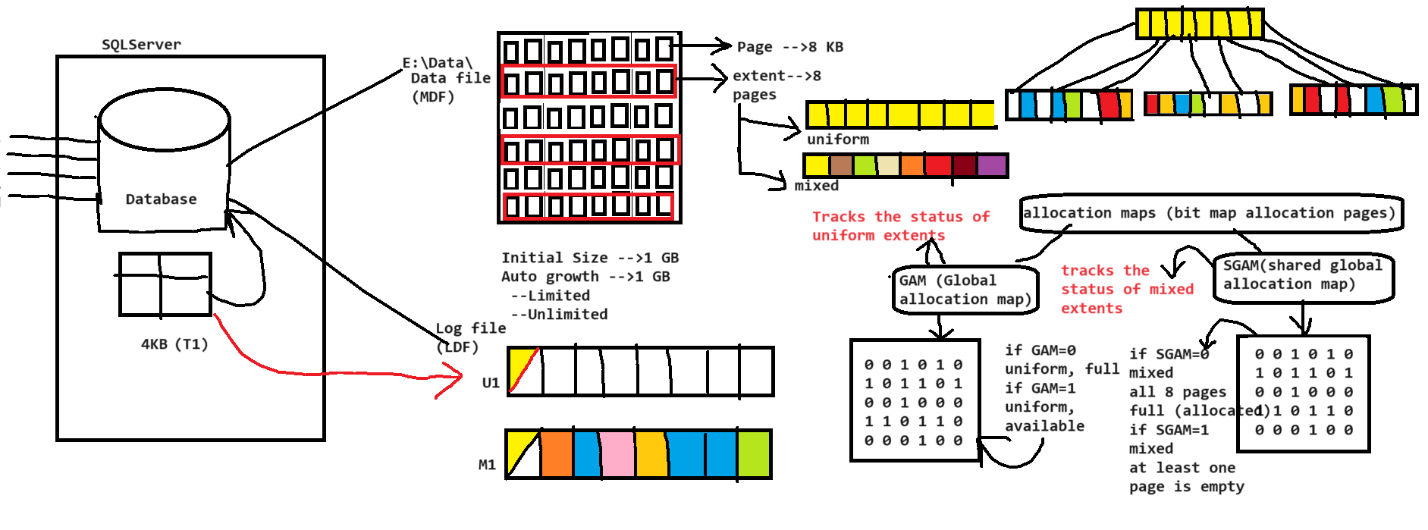 SQLServer
Database
4KB (T1)
E:\Data\
Data file
(MDF)
Log file
(LDF)
Page -->8 KB
extent-->8
pages
uniform
mixed
Initial Size -->1 GB
Auto growth -->1 GB
--Limited
--Unlimited
U1
M1
allocation maps (bit map allocation pages)
Tracks the status of
uniform extents
GAM (Global
allocation map)
tracks the
status of mixed
extents
SGAM(shared global
allocation map)
0 0 1 0 1 0
1 0 1 1 0 1
0 0 1 0 0 0
1 1 0 1 1 0
0 0 0 1 0 0
if GAM=0
uniform, full
if GAM=1
uniform,
available
if SGAM=0
mixed
all 8 pages
full (allocated)
if SGAM=1
mixed
at least one
page is empty
0 0 1 0 1 0
1 0 1 1 0 1
0 0 1 0 0 0
1 1 0 1 1 0
0 0 0 1 0 0